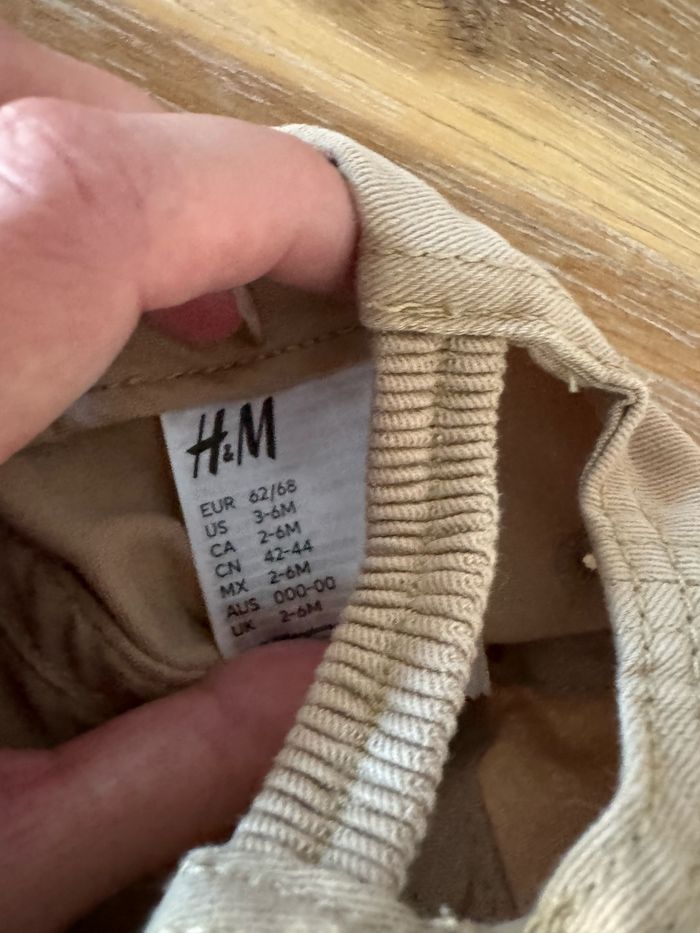 H&M
EUR 62/68
US 3-6M
CA 2-6M
CN 42-44
MX 2-6M
AUS 000-00
UK 2-6M